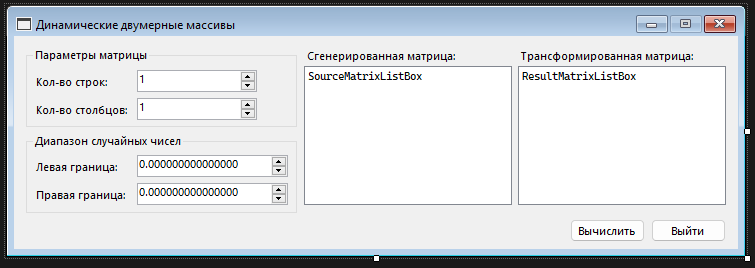 Динамические двумерные массивы
Параметры матрицы
Кол-во строк: 1
Кол-во столбцов: 1
Диапазон случайных чисел
Левая граница: 0.000000000000000
Правая граница: 0.000000000000000
Сгенерированная матрица:
SourceMatrixListBox
Трансформированная матрица:
ResultMatrixListBox
Вычислить
Выйти